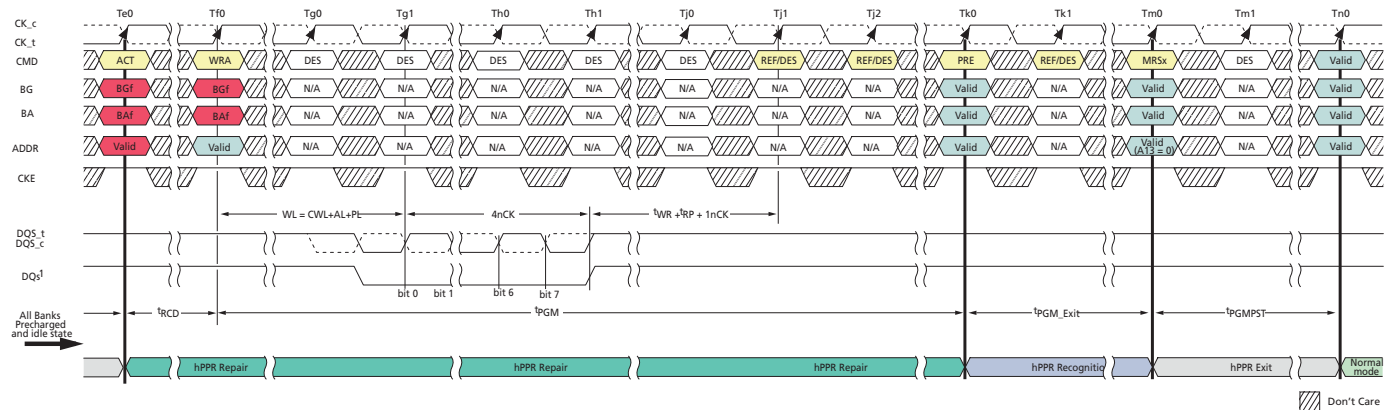 Te0 Tf0 Tg0 Tg1 Th0 Th1 Tj0 Tj1 Tj2 Tk0 Tk1 Tm0 Tm1 Tn0
CK_c
CK_t
CMD ACT WRA DES DES DES DES DES REF/DES REF/DES PRE REF/DES MRSx DES Valid
BG BGf BGf N/A N/A N/A N/A N/A N/A N/A Valid N/A Valid N/A Valid
BA BAf BAf N/A N/A N/A N/A N/A N/A N/A Valid N/A Valid N/A Valid
ADDR Valid Valid N/A N/A N/A N/A N/A N/A N/A Valid N/A Valid (A13 = 0) N/A Valid
CKE
WL = CWL+AL+PL 4nCK tWR +tRP + 1nCK
DQS_t
DQS_c
DQs1
bit 0 bit 1 bit 6 bit 7
All Banks
Precharged
and idle state
tRCD tPGM tPGM_Exit tPGMPST
hPPR Repair hPPR Repair hPPR Repair hPPR Recognitic hPPR Exit Normal
mode
Don't Care